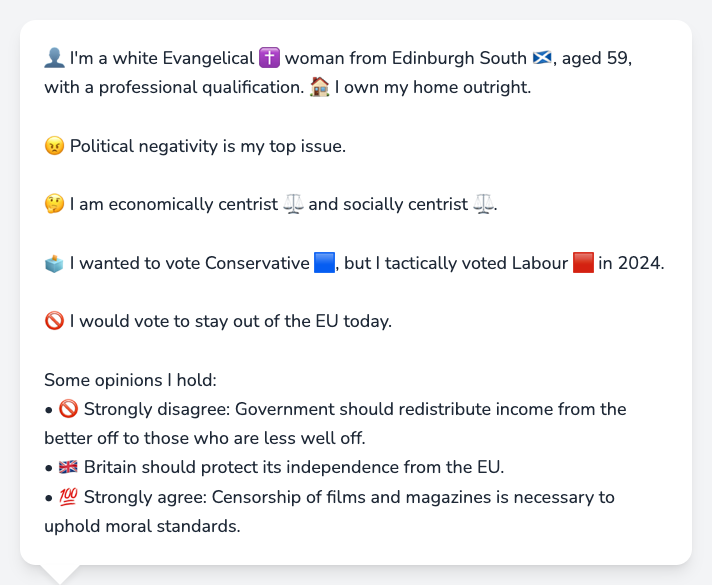 👤 I'm a white Evangelical ✝️ woman from Edinburgh South 🏴󠁧󠁢󠁳󠁣󠁴󠁿, aged 59,
with a professional qualification. 🏠 I own my home outright.
😠 Political negativity is my top issue.
🤔 I am economically centrist ⚖️ and socially centrist ⚖️.
🗳️ I wanted to vote Conservative 🟦, but I tactically voted Labour 🟥 in 2024.
🚫 I would vote to stay out of the EU today.
Some opinions I hold:
• 🚫 Strongly disagree: Government should redistribute income from the
better off to those who are less well off.
• 🇬🇧 Britain should protect its independence from the EU.
• 💯 Strongly agree: Censorship of films and magazines is necessary to
uphold moral standards.